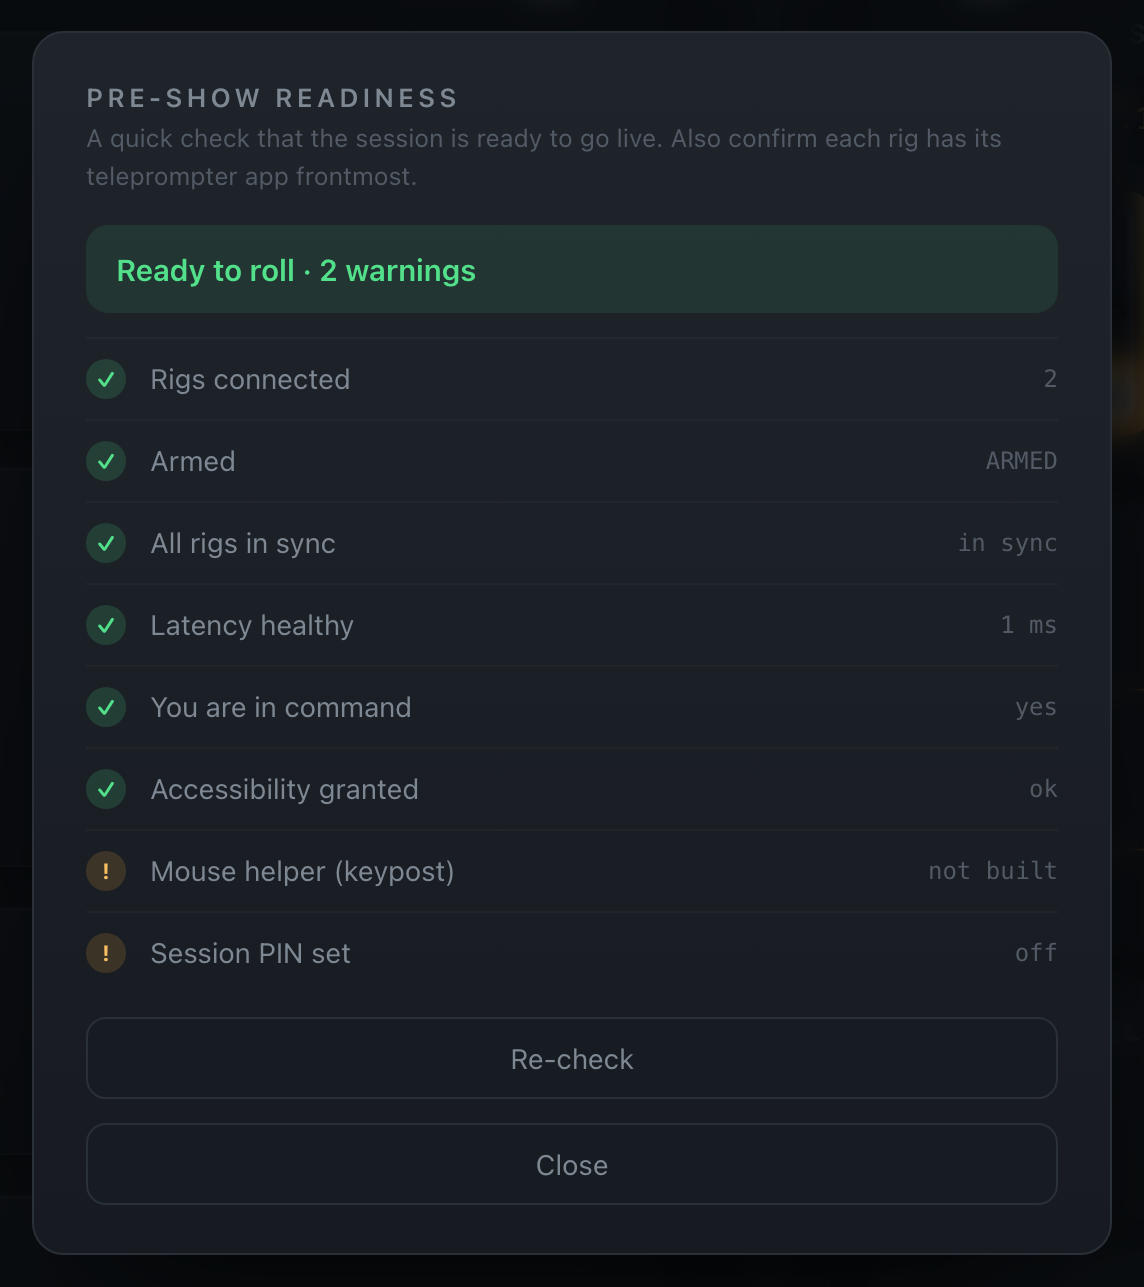 PRE-SHOW READINESS
A quick check that the session is ready to go live. Also confirm each rig has its
teleprompter app frontmost.
Ready to roll · 2 warnings
Rigs connected 2
Armed ARMED
All rigs in sync in sync
Latency healthy 1 ms
You are in command yes
Accessibility granted ok
! Mouse helper (keypost) not built
! Session PIN set off
Re-check
Close